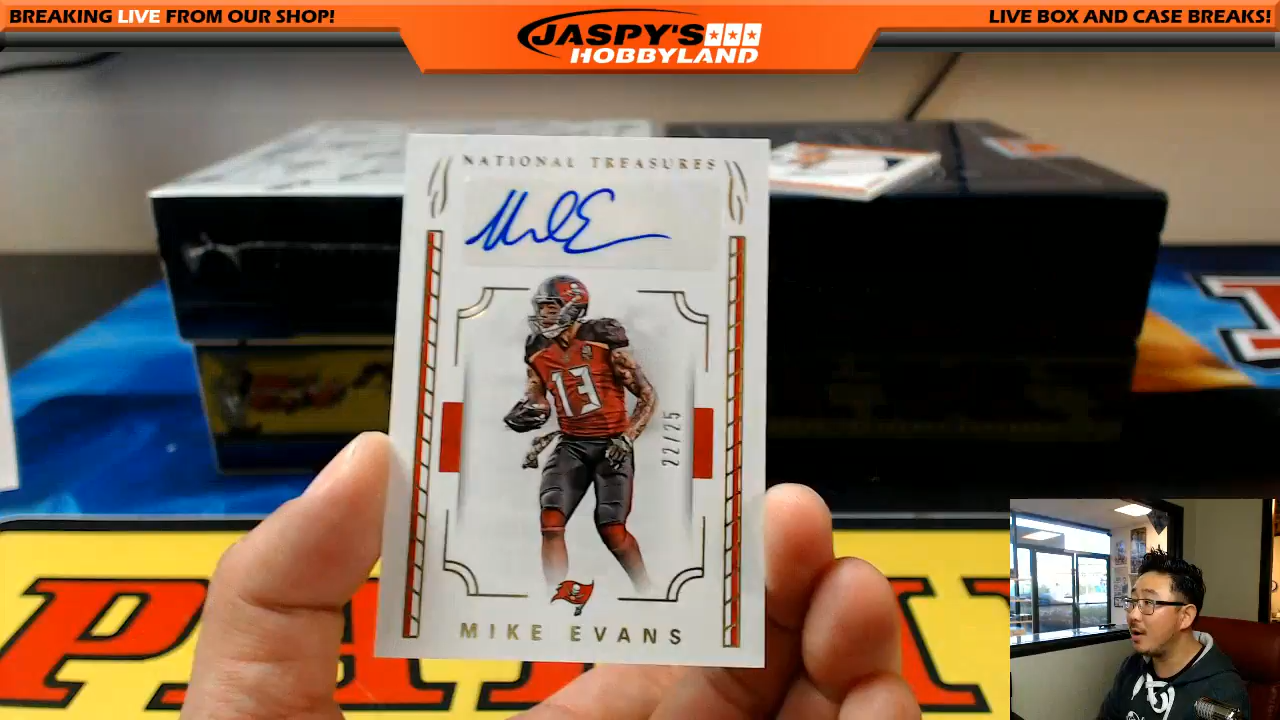 BREAKING LIVE FROM OUR SHOP!
JASPY'S
HOBBYLAND
LIVE BOX AND CASE BREAKS!
NATIONAL TREASURES
13
22/25
MIKE EVANS